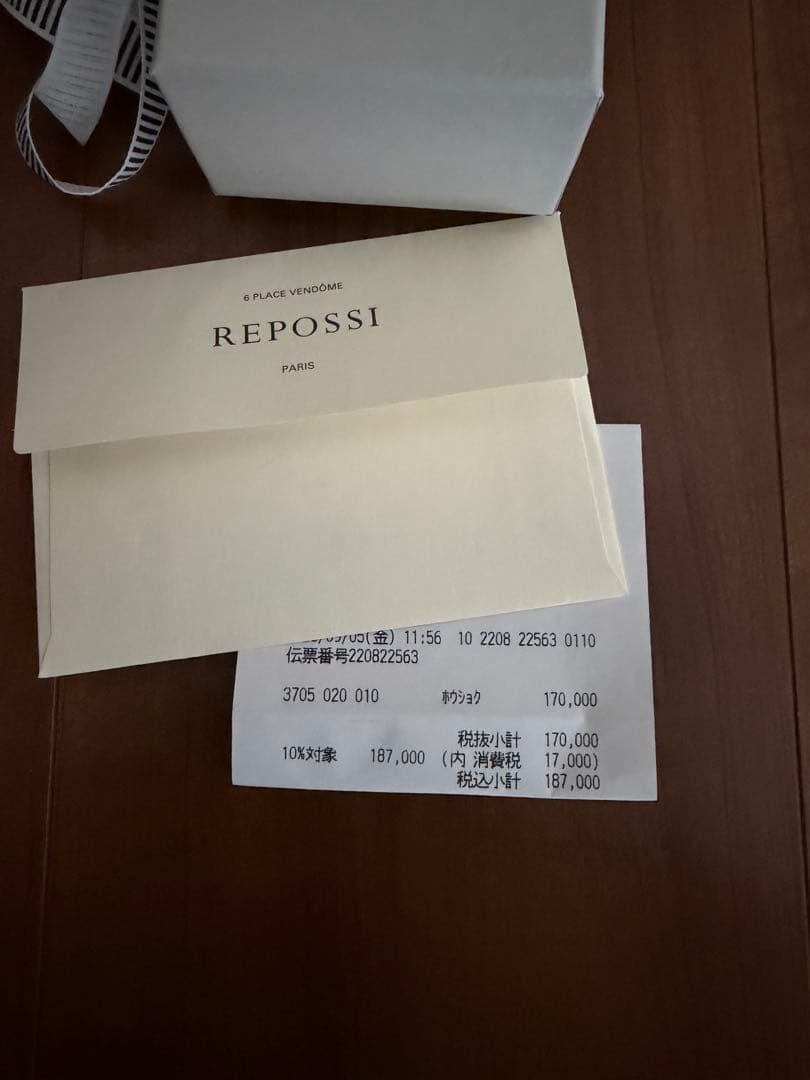 6 PLACE VENDÔME
REPOSSI
PARIS
/05(金) 11:56 10 2208 22563 0110
伝票番号220822563
3705 020 010 ﾎｳｼｮｸ 170,000
税抜小計 170,000
10%対象 187,000 (内 消費税 17,000)
税込小計 187,000